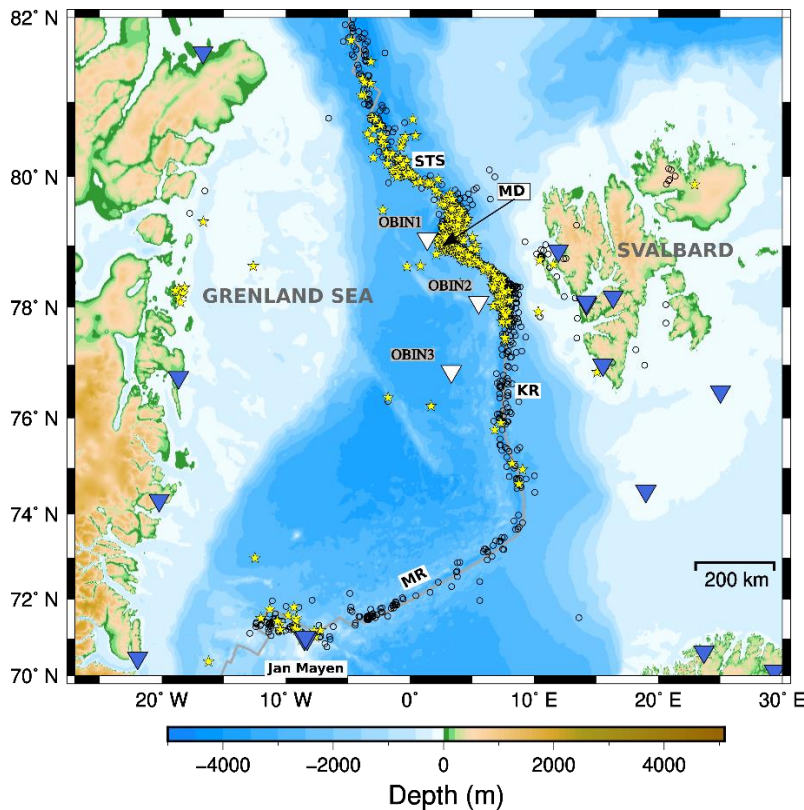 82° N
80° N
78° N
76° N
74° N
72° N
70° N
STS
MD
OBIN1
SVALBARD
OBIN2
GRENLAND SEA
OBIN3
KR
200 km
MR
Jan Mayen
20° W
10° W
0°
10° E
20° E
30° E
−4000
−2000
0
2000
4000
Depth (m)